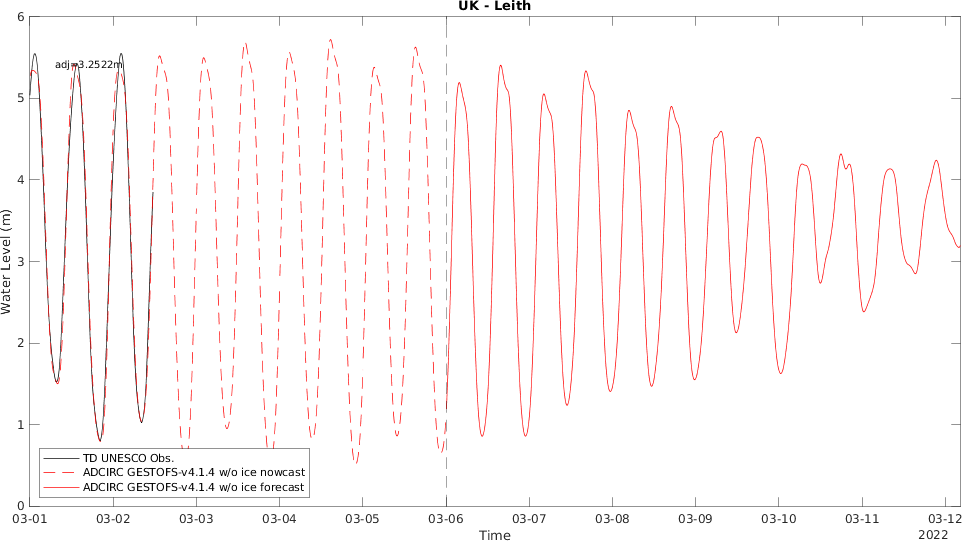 UK - Leith
adj=3.2522m
6
5
4
3
2
1
0
Water Level (m)
TD UNESCO Obs.
ADCIRC GESTOFS-v4.1.4 w/o ice nowcast
ADCIRC GESTOFS-v4.1.4 w/o ice forecast
03-01 03-02 03-03 03-04 03-05 03-06 03-07 03-08 03-09 03-10 03-11 03-12
Time
2022